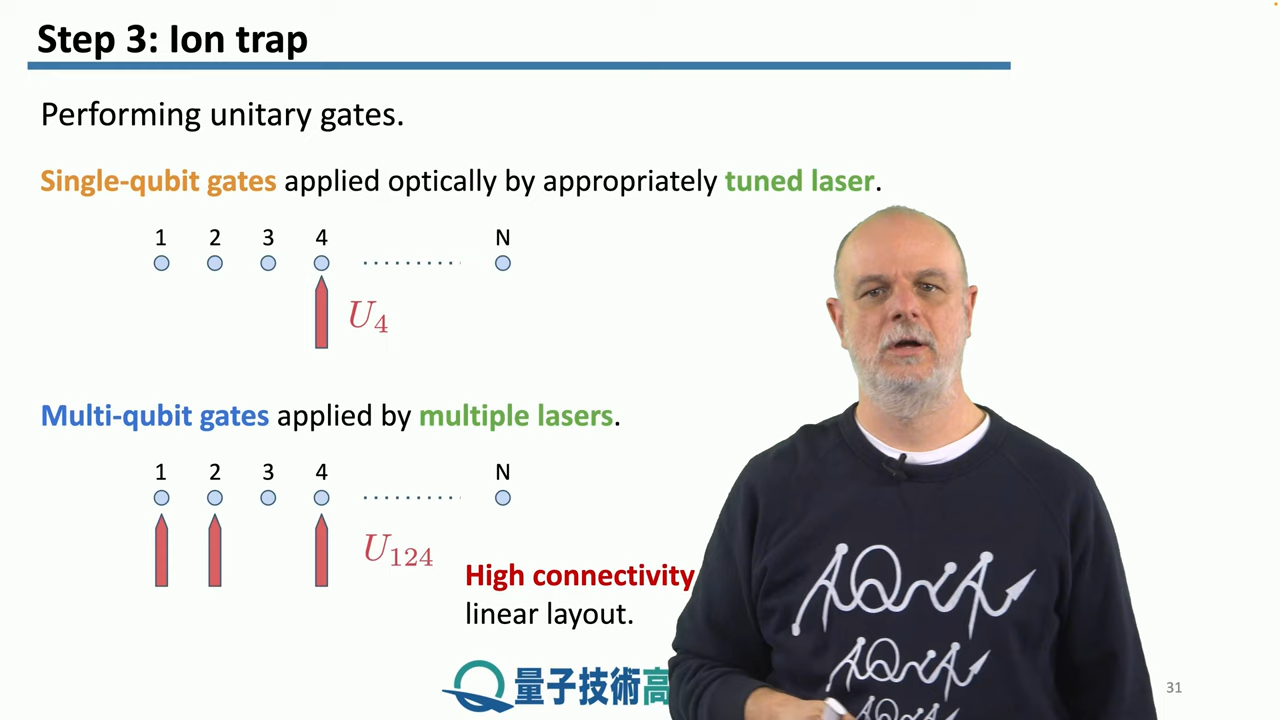 Step 3: Ion trap
Performing unitary gates.
Single-qubit gates applied optically by appropriately tuned laser.
1 2 3 4 N
U4
Multi-qubit gates applied by multiple lasers.
1 2 3 4 N
U124
High connectivity
linear layout.
量子技術高
AQUA
AQUA
31